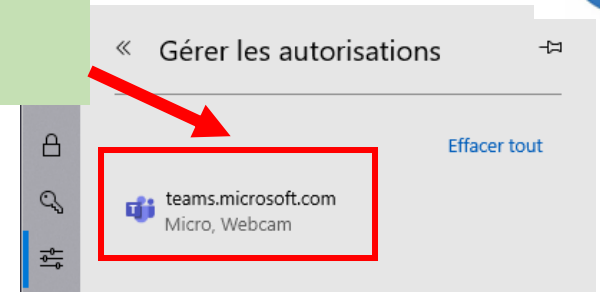 Gérer les autorisations
Effacer tout
teams.microsoft.com
Micro, Webcam